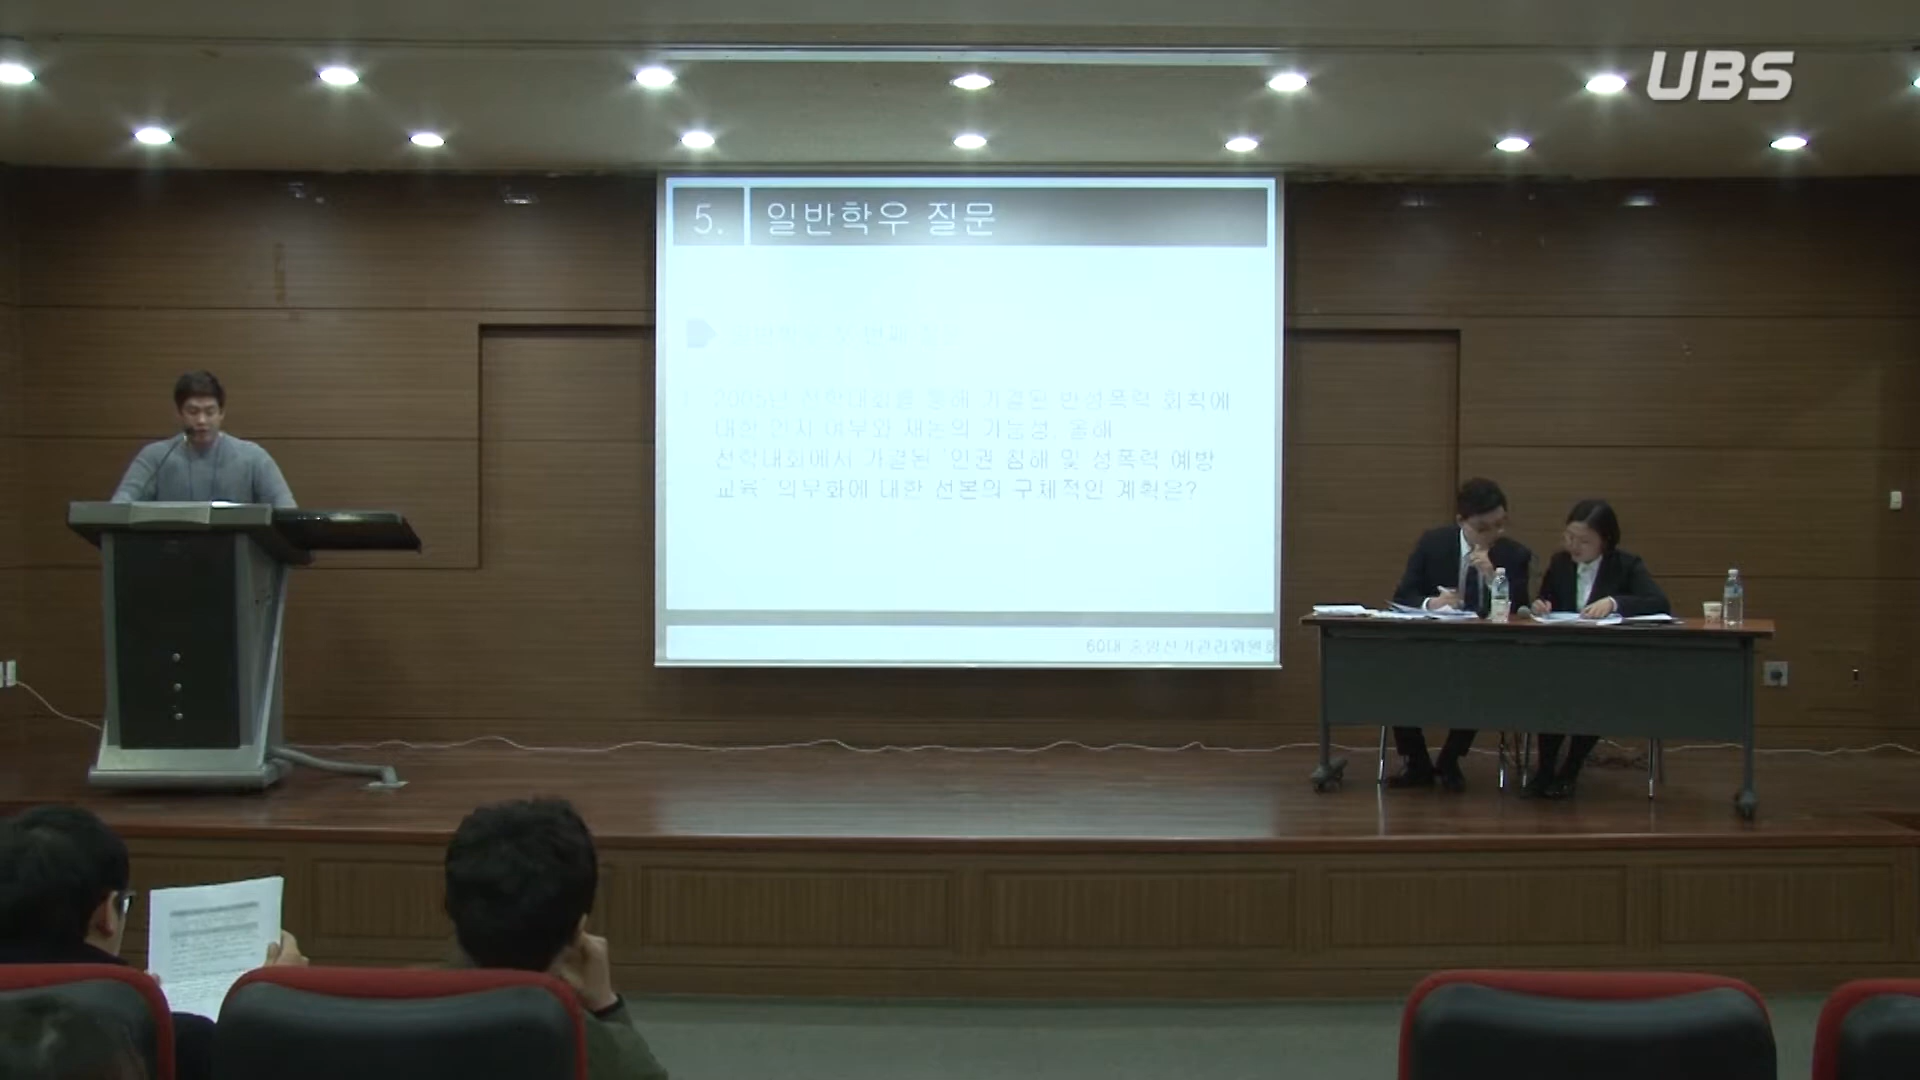 UBS
5. 일반학우 질문
번째
2005년 전학대회를 통해 가결된 반성폭력 회칙에
대한 인지 여부와 재논의 가능성, 올해
전학대회에서 가결된 '인권 침해 및 성폭력 예방
교육' 의무화에 대한 선본의 구체적인 계획은?
60대 중앙선거관리위원회